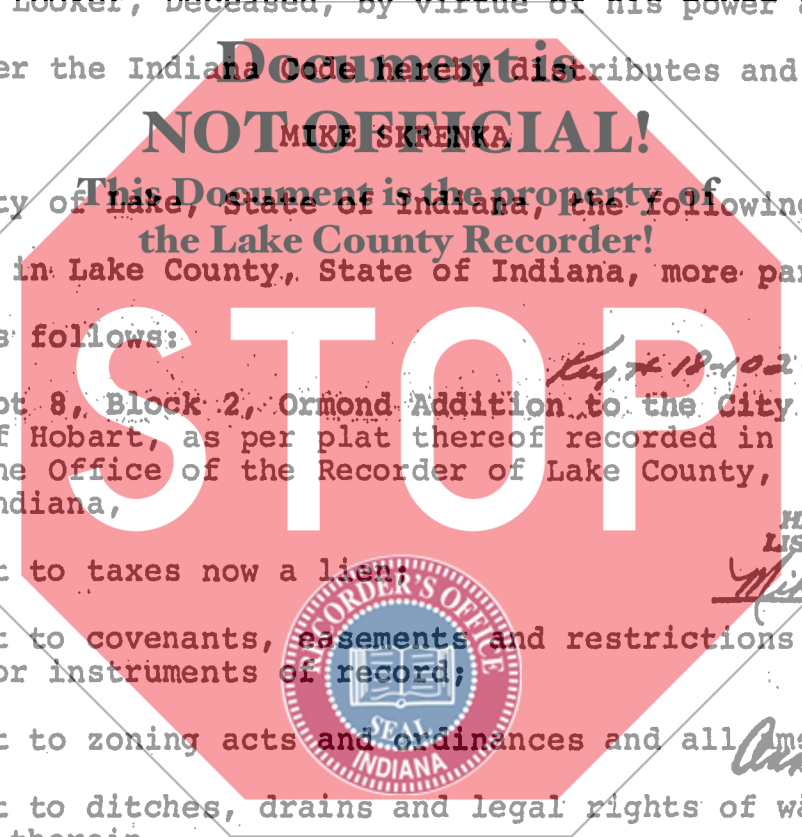 Looker, Deceased, by virtue of his power
Document is
er the Indiana Code hereby distributes and
NOT OFFICIAL!
MIKE SKRENKA
This Document is the property of
ty of Lake, State of Indiana, the following
the Lake County Recorder!
in Lake County, State of Indiana, more par
s follows:
STOP
Key # 18-102
ot 8, Block 2, Ormond Addition to the City
f Hobart, as per plat thereof recorded in
he Office of the Recorder of Lake County,
ndiana,
t to taxes now a lien;
RECORDER'S OFFICE
t to covenants, easements and restrictions
or instruments of record;
SEAL
t to zoning acts and ordinances and all
INDIANA
t to ditches, drains and legal rights of
therein